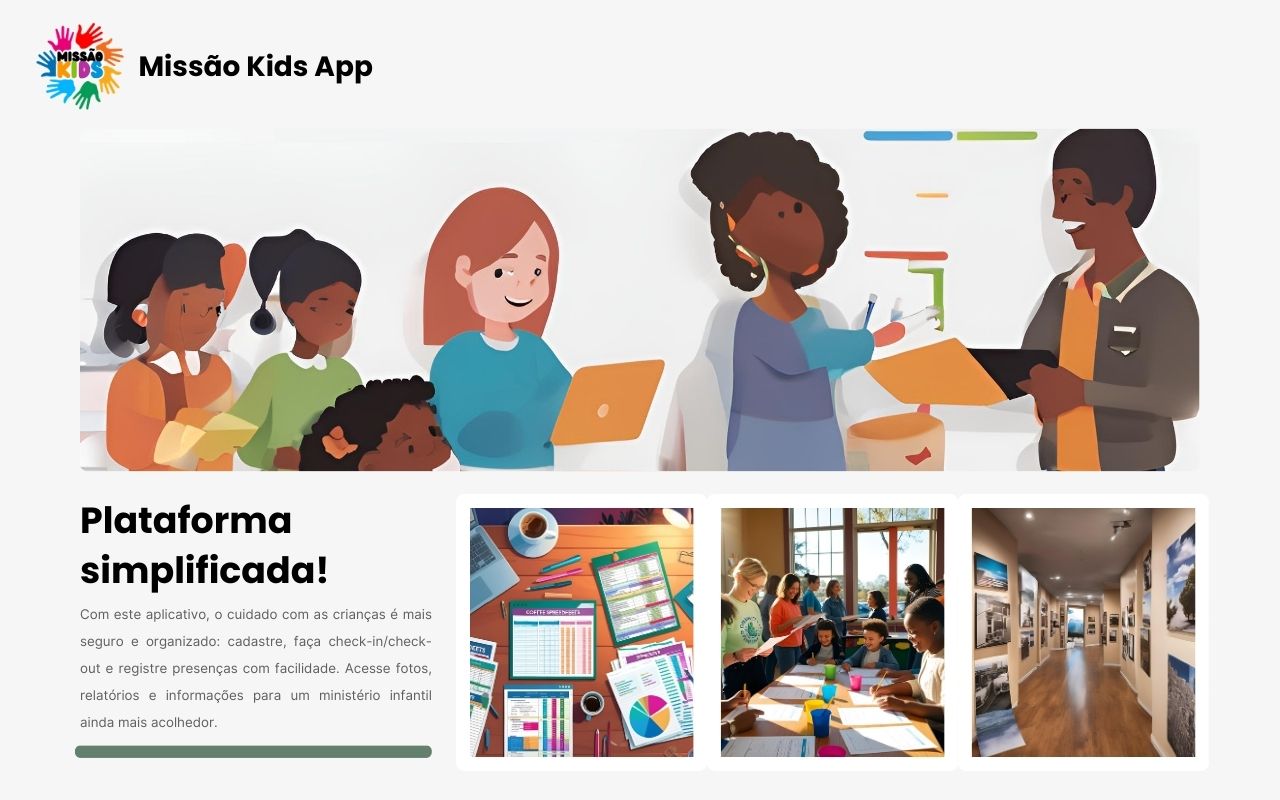 MISSÃO
KIDS
Missão Kids App
Plataforma
simplificada!
Com este aplicativo, o cuidado com as crianças é mais
seguro e organizado: cadastre, faça check-in/check-
out e registre presenças com facilidade. Acesse fotos,
relatórios e informações para um ministério infantil
ainda mais acolhedor.